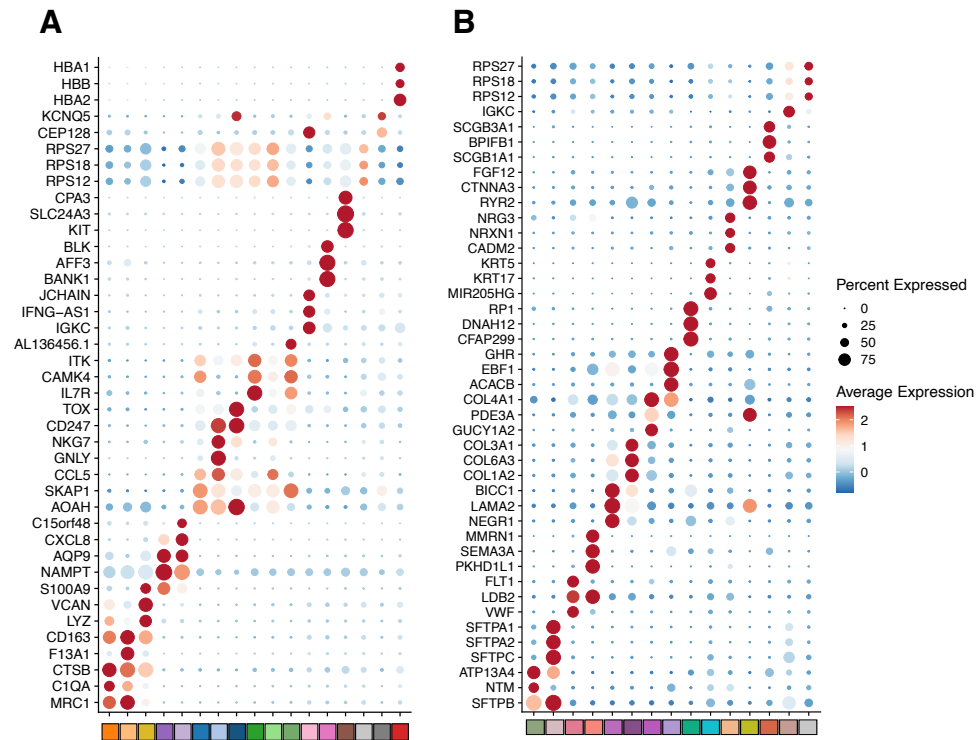 A
HBA1
HBB
HBA2
KCNQ5
CEP128
RPS27
RPS18
RPS12
CPA3
SLC24A3
KIT
BLK
AFF3
BANK1
JCHAIN
IFNG−AS1
IGKC
AL136456.1
ITK
CAMK4
IL7R
TOX
CD247
NKG7
GNLY
CCL5
SKAP1
AOAH
C15orf48
CXCL8
AQP9
NAMPT
S100A9
VCAN
LYZ
CD163
F13A1
CTSB
C1QA
MRC1
B
RPS27
RPS18
RPS12
IGKC
SCGB3A1
BPIFB1
SCGB1A1
FGF12
CTNNA3
RYR2
NRG3
NRXN1
CADM2
KRT5
KRT17
MIR205HG
RP1
DNAH12
CFAP299
GHR
EBF1
ACACB
COL4A1
PDE3A
GUCY1A2
COL3A1
COL6A3
COL1A2
BICC1
LAMA2
NEGR1
MMRN1
SEMA3A
PKHD1L1
FLT1
LDB2
VWF
SFTPA1
SFTPA2
SFTPC
ATP13A4
NTM
SFTPB
Percent Expressed
0
25
50
75
Average Expression
2
1
0